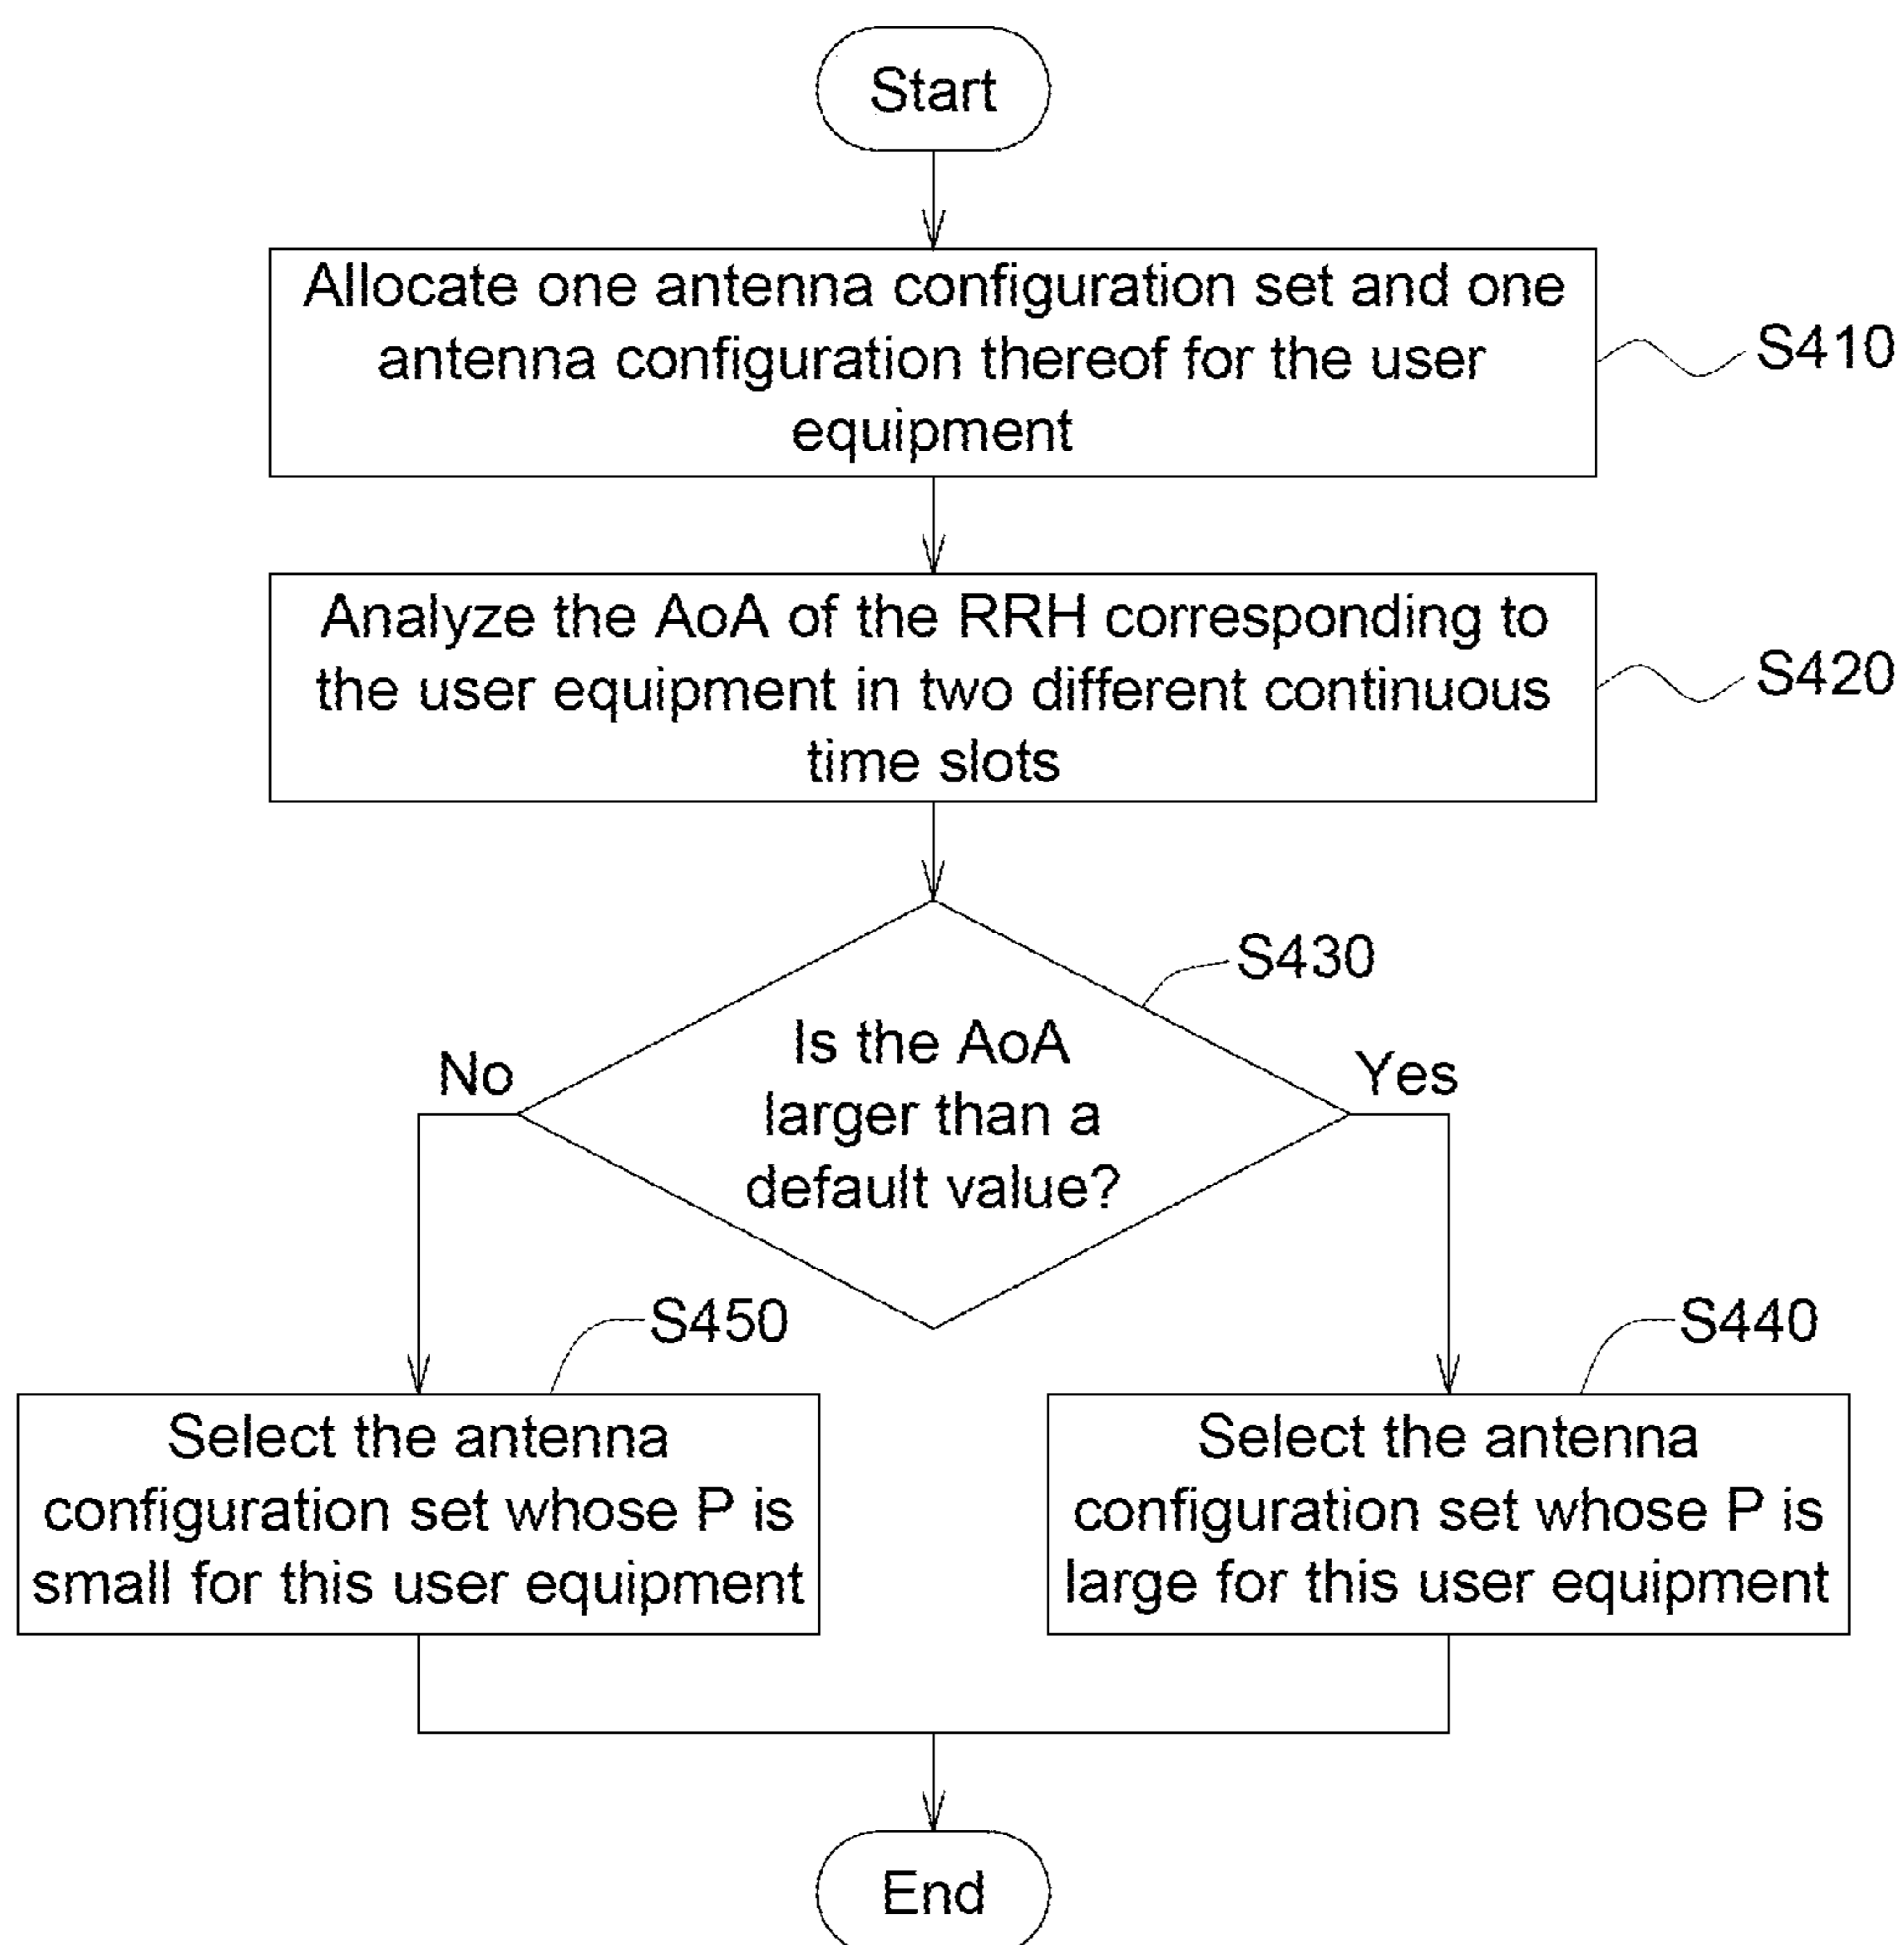 Start
Allocate one antenna configuration set and one
antenna configuration thereof for the user
equipment
S410
Analyze the AoA of the RRH corresponding to
the user equipment in two different continuous
time slots
S420
S430
Is the AoA
larger than a
default value?
No
Yes
S450
Select the antenna
configuration set whose P is
small for this user equipment
S440
Select the antenna
configuration set whose P is
large for this user equipment
End